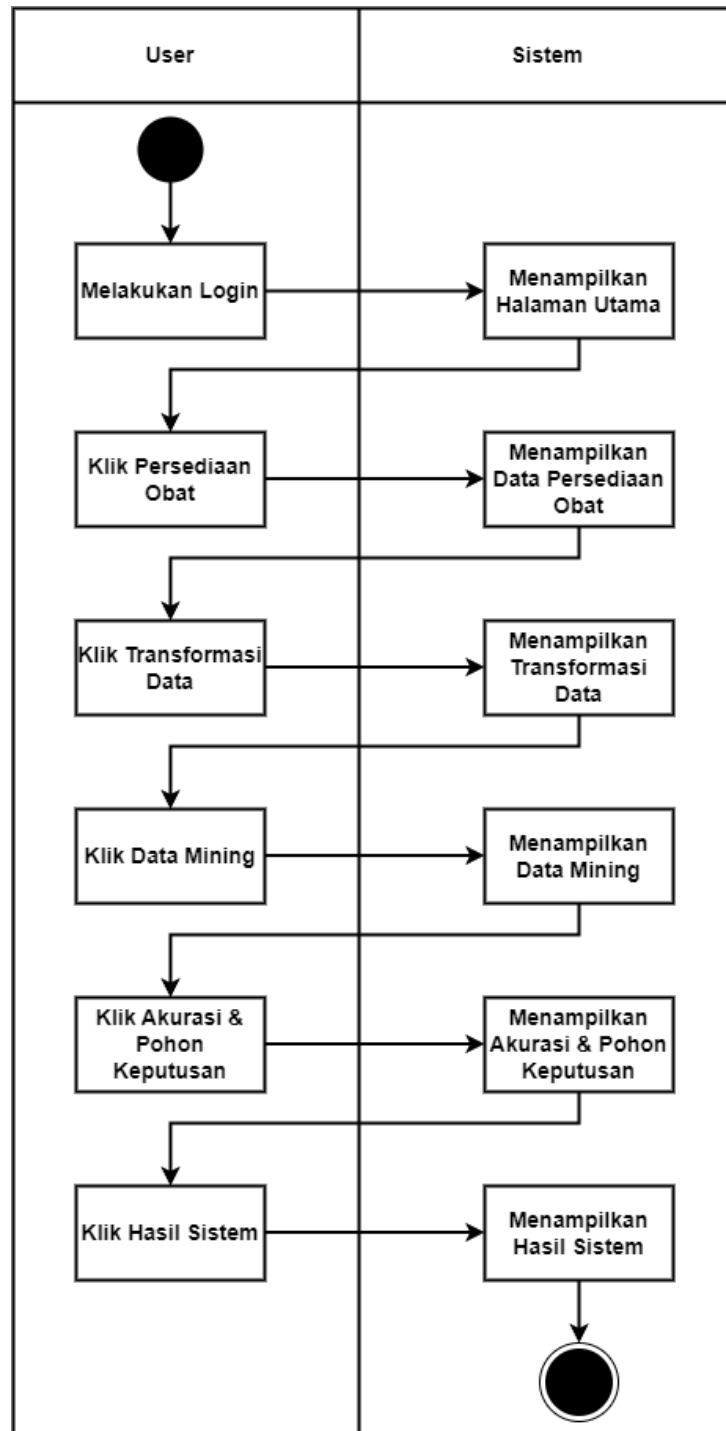 User
Sistem
Melakukan Login
Menampilkan
Halaman Utama
Klik Persediaan
Obat
Menampilkan
Data Persediaan
Obat
Klik Transformasi
Data
Menampilkan
Transformasi
Data
Klik Data Mining
Menampilkan
Data Mining
Klik Akurasi &
Pohon
Keputusan
Menampilkan
Akurasi & Pohon
Keputusan
Klik Hasil Sistem
Menampilkan
Hasil Sistem